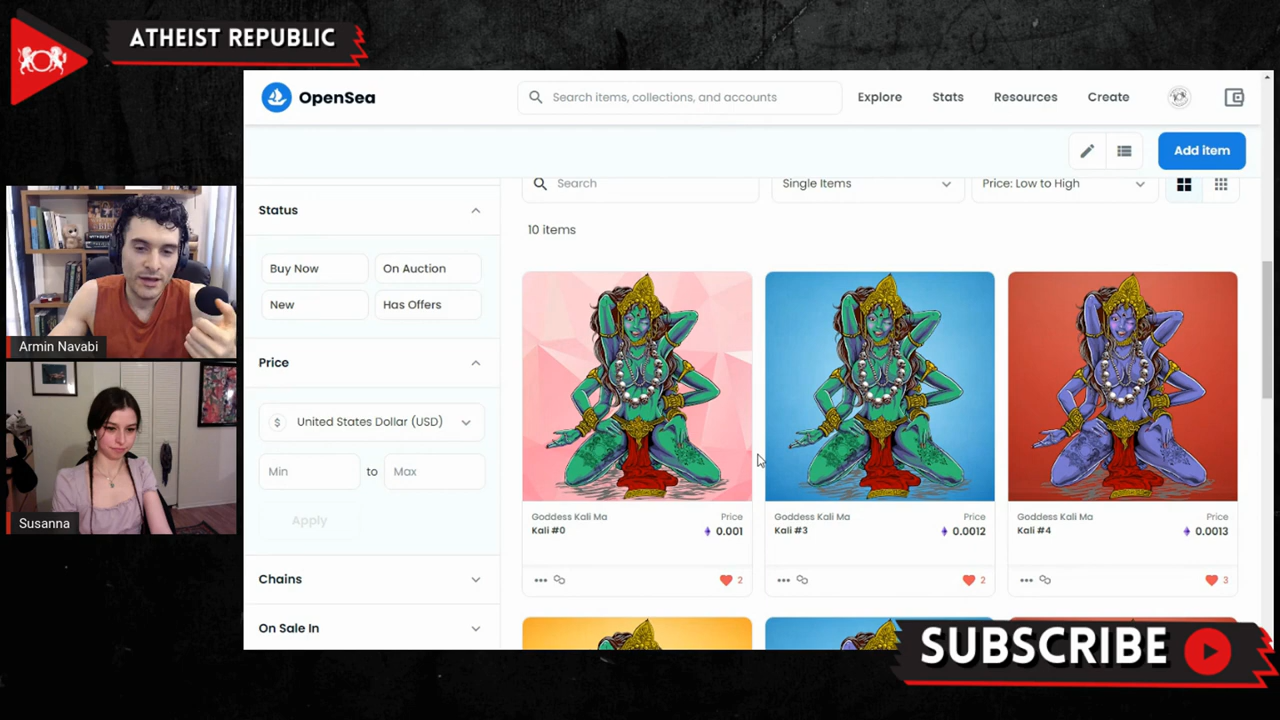 ATHEIST REPUBLIC
OpenSea
Search items, collections, and accounts
Explore
Stats
Resources
Create
Add item
Status
Search
Single Items
Price: Low to High
10 items
Buy Now
On Auction
New
Has Offers
Price
$ United States Dollar (USD)
Min
to
Max
Apply
Chains
On Sale In
Goddess Kali Ma
Price
Kali #0
0.001
2
Goddess Kali Ma
Price
Kali #3
0.0012
2
Goddess Kali Ma
Price
Kali #4
0.0013
3
Armin Navabi
Susanna
SUBSCRIBE